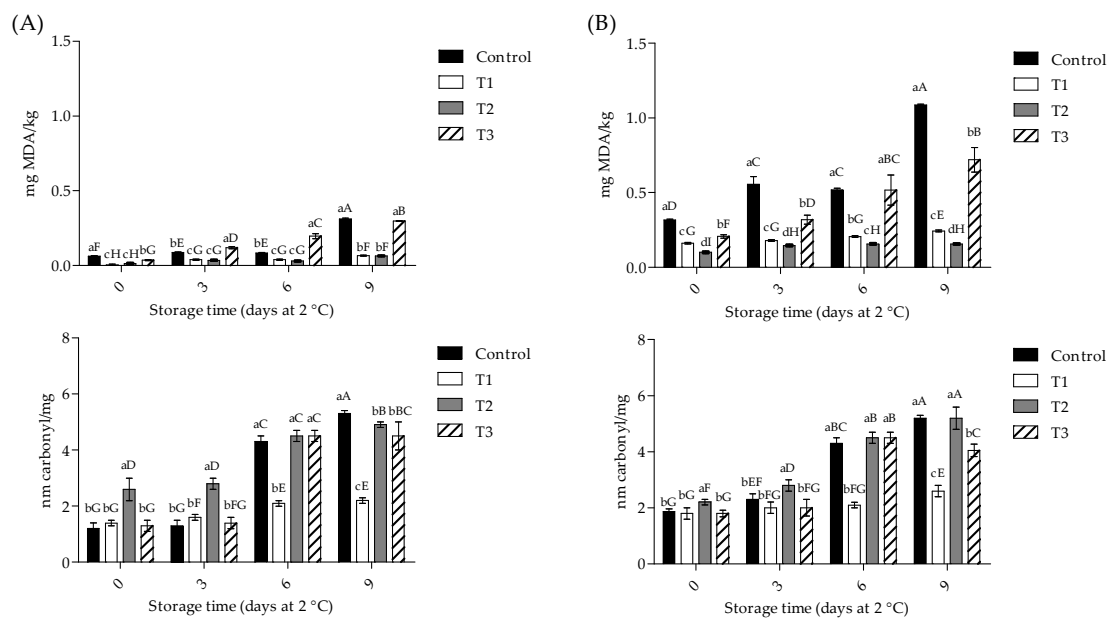 (A)
1.5
1.0
0.5
0.0
mg MDA/kg
aF cH cH bG
bE cG cG aD
bE cG cG aC
aA bF bF aB
0 3 6 9
Storage time (days at 2 °C)
Control
T1
T2
T3
(B)
1.5
1.0
0.5
0.0
mg MDA/kg
aD cG dI bF
aC cG dH bD
aC bG cH aBC
aA cE dH bB
0 3 6 9
Storage time (days at 2 °C)
Control
T1
T2
T3
8
6
4
2
0
nm carbonyl/mg
bG bG aD bG
bG bF aD bFG
aC bE aC aC
aA cE bB bBC
0 3 6 9
Storage time (days at 2 °C)
Control
T1
T2
T3
8
6
4
2
0
nm carbonyl/mg
bG bG aF bG
bEF bFG aD bFG
aBC bFG aB aB
aA cE aA bC
0 3 6 9
Storage time (days at 2 °C)
Control
T1
T2
T3